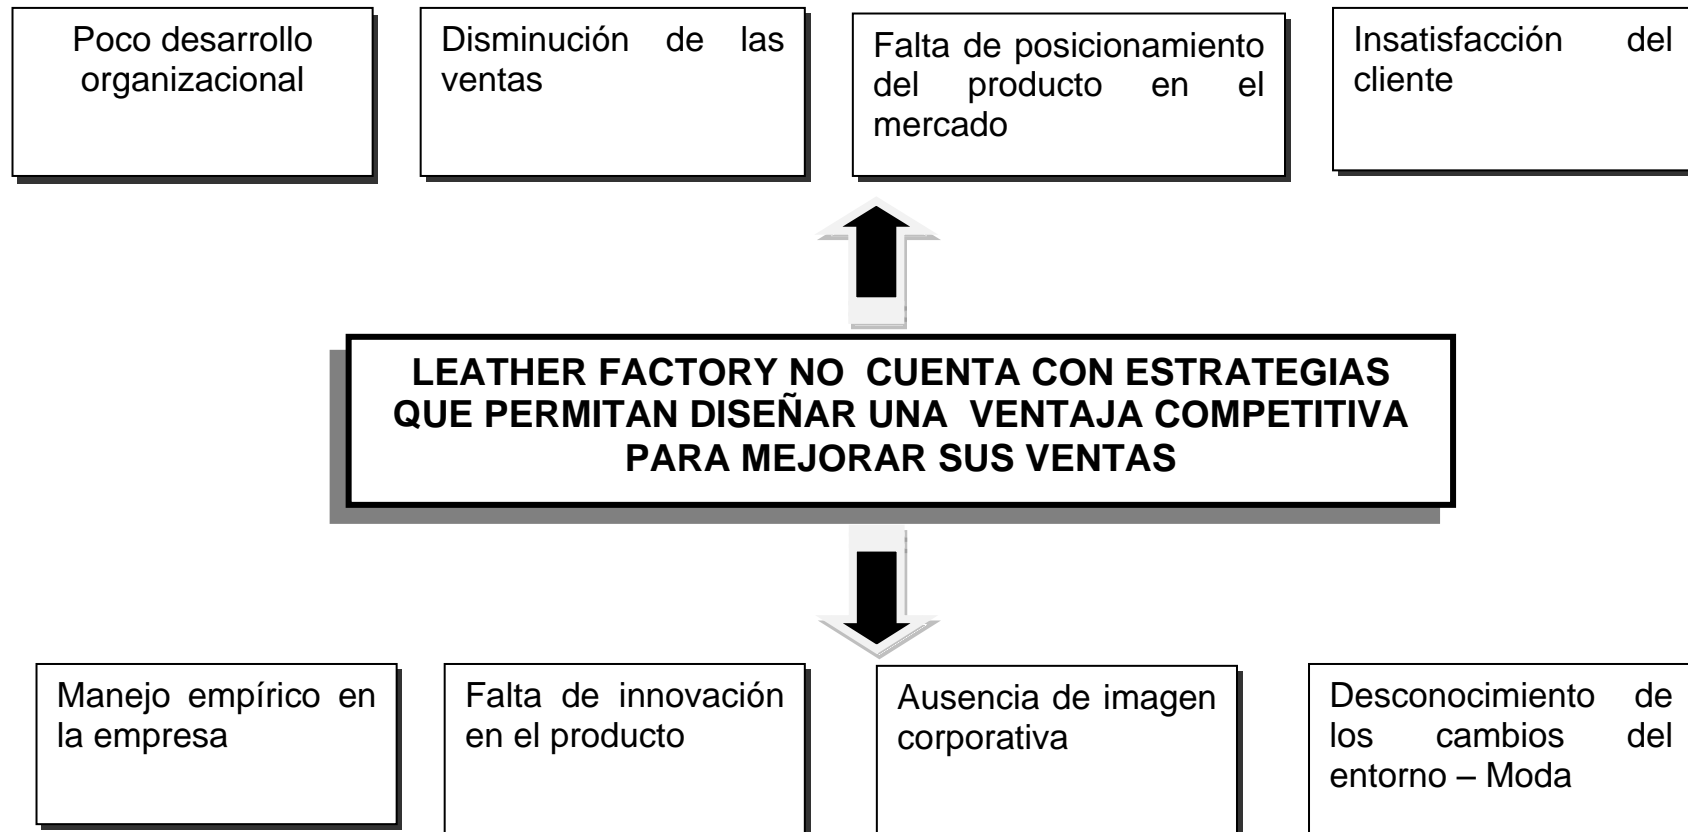 Poco desarrollo
organizacional
Disminución de las
ventas
Falta de posicionamiento
del producto en el
mercado
Insatisfacción del
cliente
LEATHER FACTORY NO CUENTA CON ESTRATEGIAS
QUE PERMITAN DISEÑAR UNA VENTAJA COMPETITIVA
PARA MEJORAR SUS VENTAS
Manejo empírico en
la empresa
Falta de innovación
en el producto
Ausencia de imagen
corporativa
Desconocimiento de
los cambios del
entorno – Moda